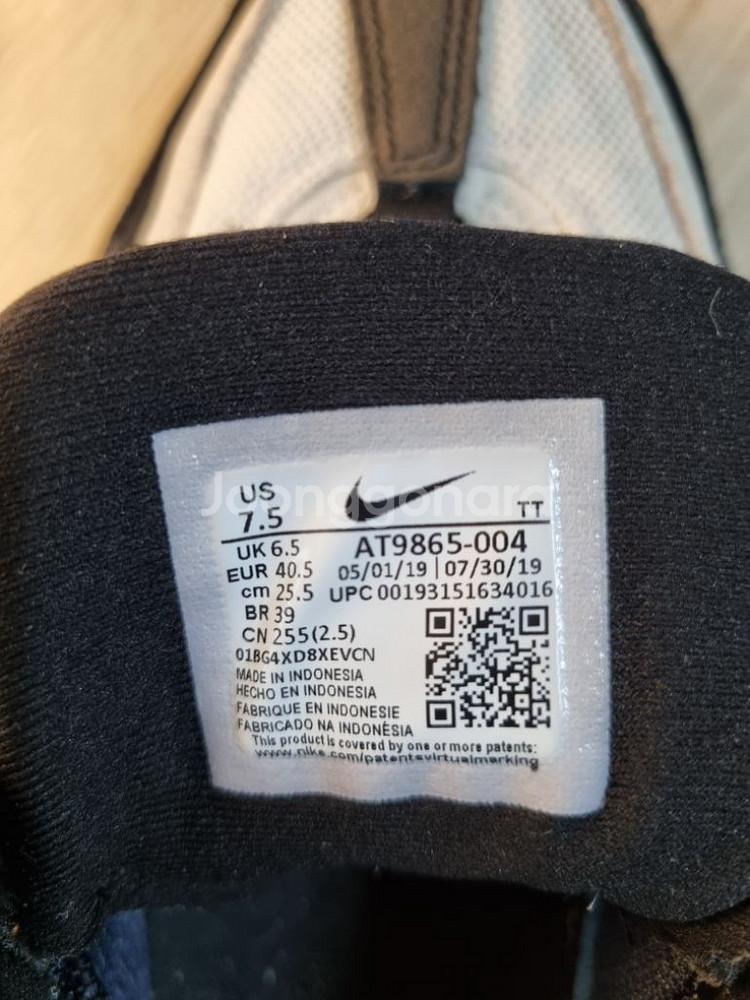 Joonggonara
US
7.5
TT
UK 6.5
AT9865-004
EUR 40.5
05/01/19 | 07/30/19
cm 25.5
UPC 00193151634016
BR 39
CN 255(2.5)
01BG4XD8XEVCN
MADE IN INDONESIA
HECHO EN INDONESIA
FABRIQUE EN INDONESIE
FABRICADO NA INDONÉSIA
This product is covered by one or more patents:
www.nike.com/patentsvirtualmarking